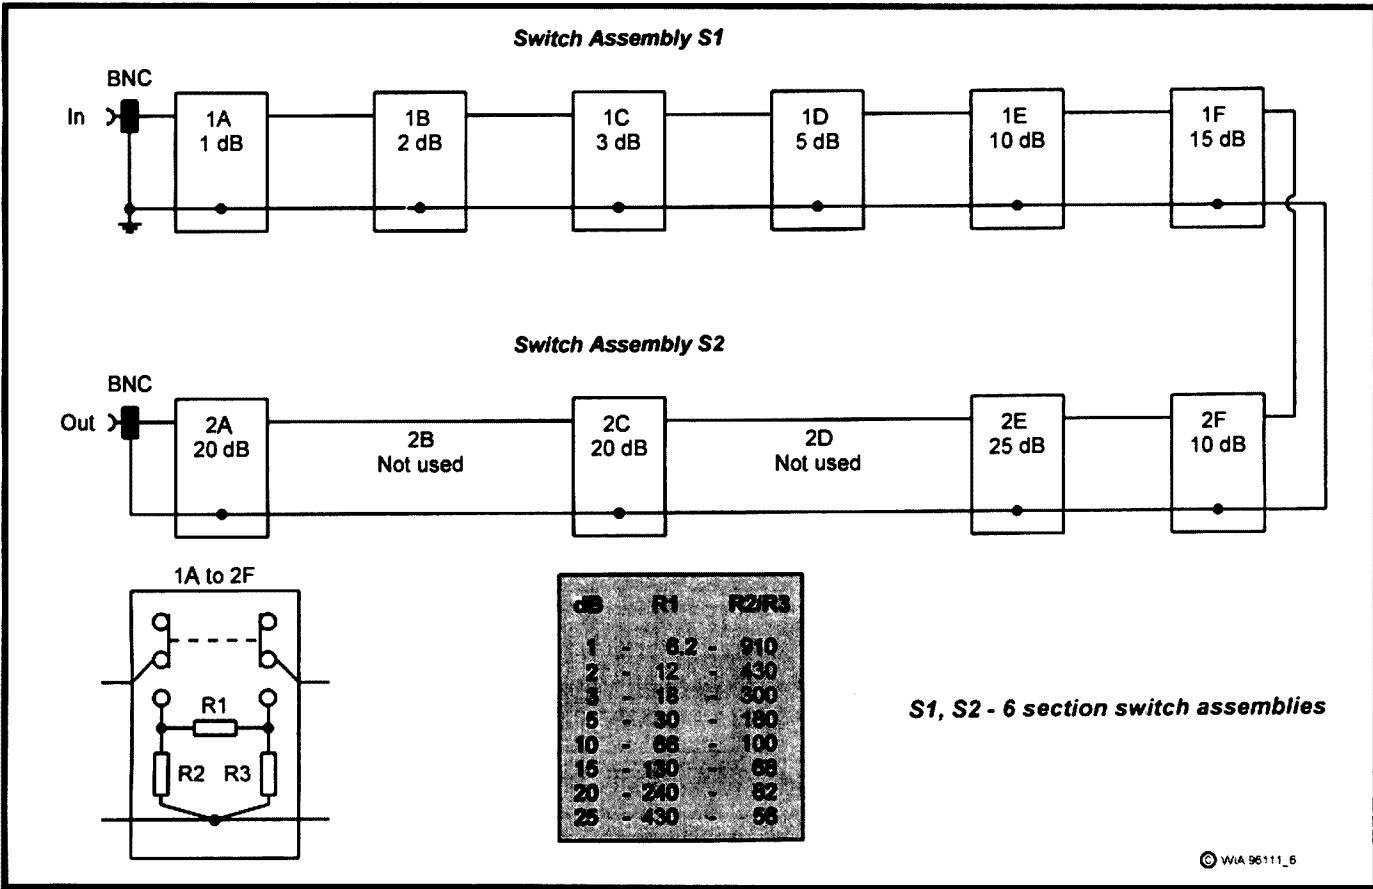 Switch Assembly S1
BNC
In
1A
1 dB
1B
2 dB
1C
3 dB
1D
5 dB
1E
10 dB
1F
15 dB
Switch Assembly S2
BNC
Out
2A
20 dB
2B
Not used
2C
20 dB
2D
Not used
2E
25 dB
2F
10 dB
1A to 2F
R1
R2 R3
dB R1 R2/R3
1 - 6.2 - 910
2 - 12 - 430
3 - 18 - 300
5 - 30 -
10 - - 100
15 - 130 - 68
20 - 240 - 62
25 - 430 - 56
S1, S2 - 6 section switch assemblies
© WiA 96111_6